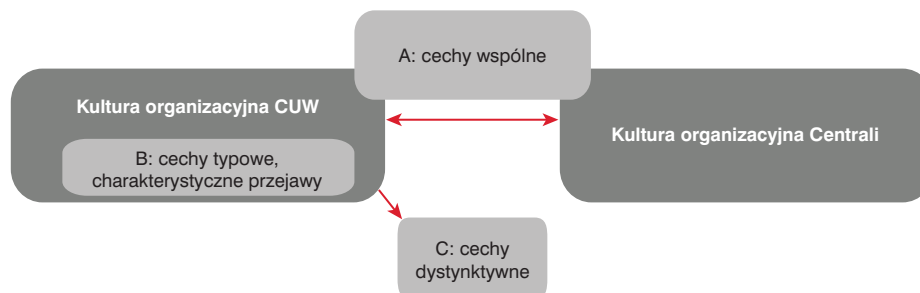 A: cechy wspólne
Kultura organizacyjna CUW
Kultura organizacyjna Centrali
B: cechy typowe,
charakterystyczne przejawy
C: cechy
dystynktywne